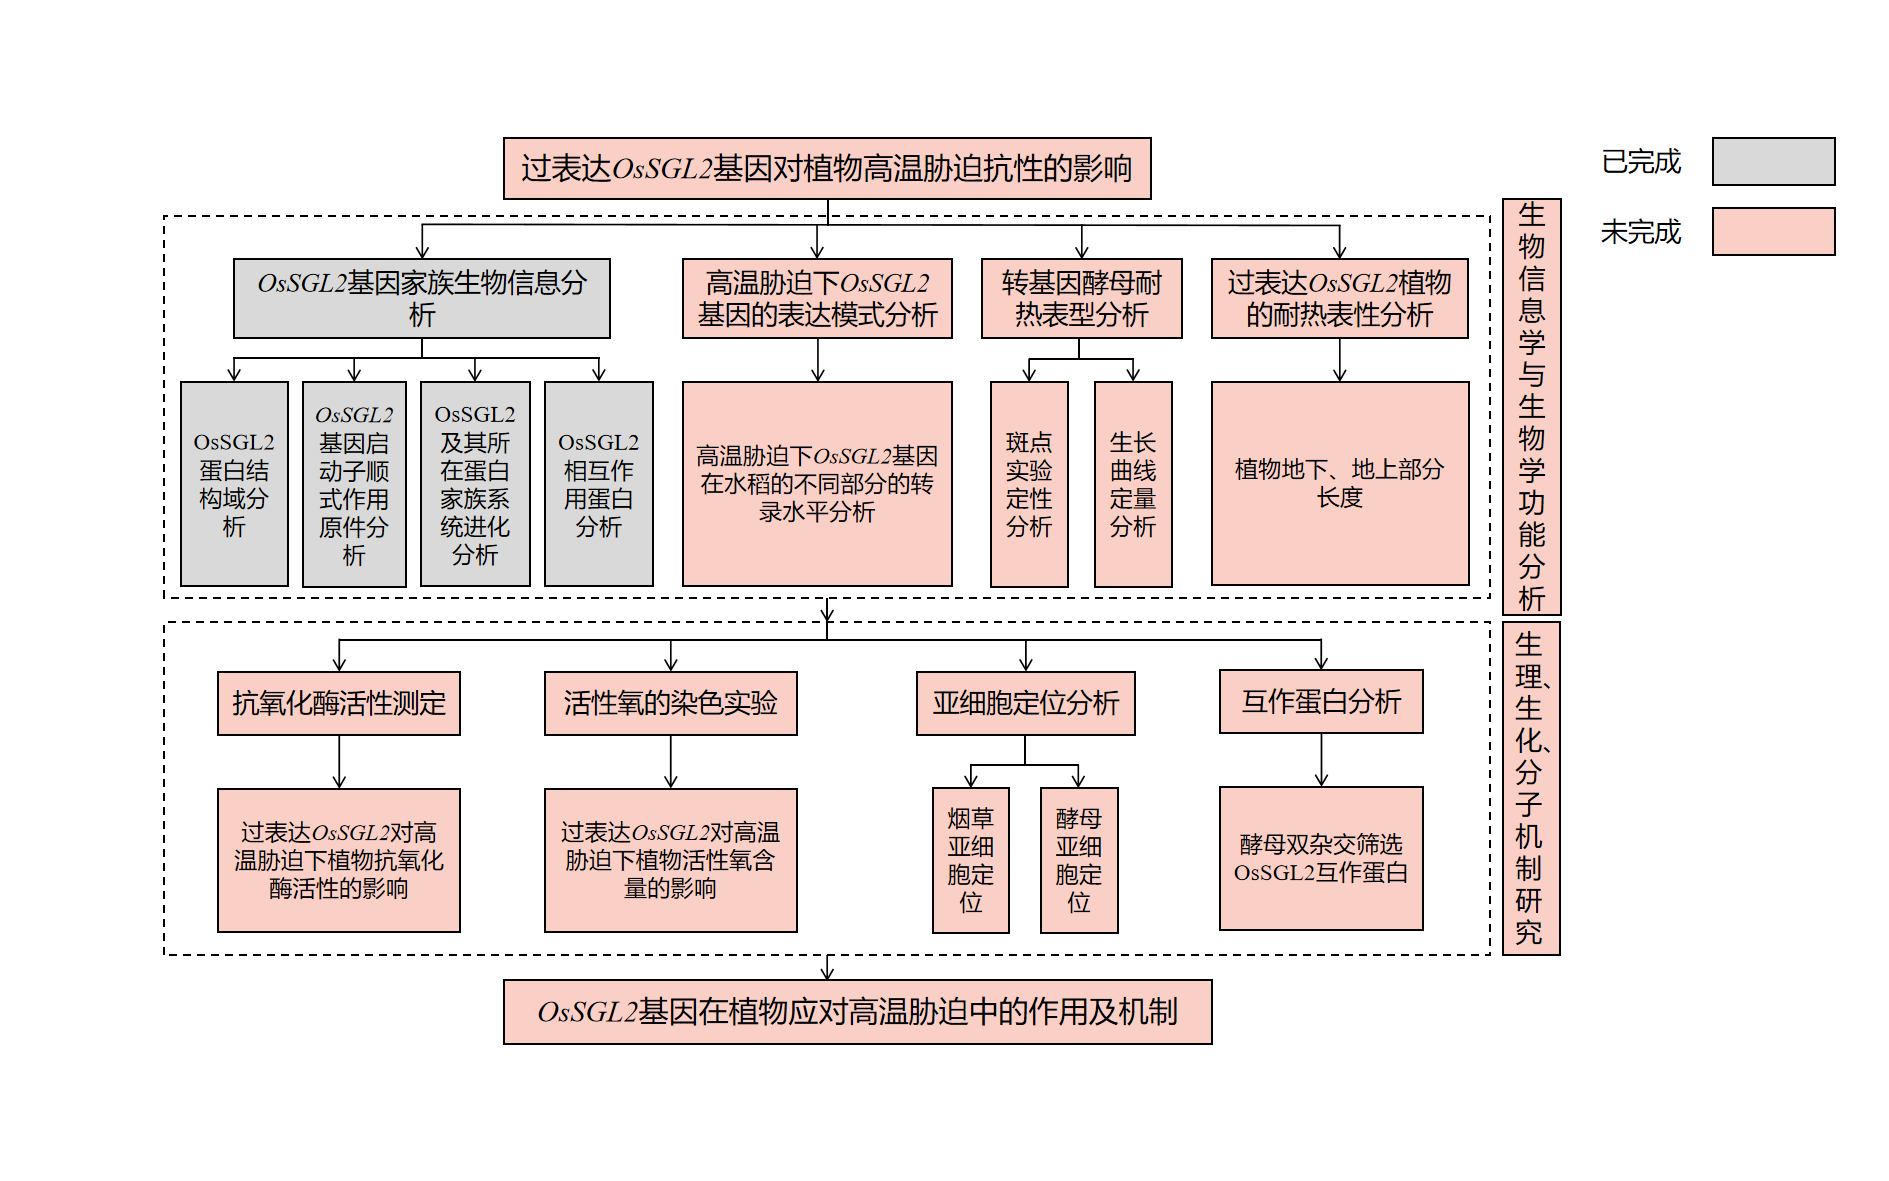 过表达OsSGL2基因对植物高温胁迫抗性的影响
已完成
未完成
OsSGL2基因家族生物信息分
析
高温胁迫下OsSGL2
基因的表达模式分析
转基因酵母耐
热表型分析
过表达OsSGL2植物
的耐热表性分析
OsSGL2
蛋白结
构域分
析
OsSGL2
基因启
动子顺
式作用
原件分
析
OsSGL2
及其所
在蛋白
家族系
统进化
分析
OsSGL2
相互作
用蛋白
分析
高温胁迫下OsSGL2基因
在水稻的不同部分的转
录水平分析
斑点
实验
定性
分析
生长
曲线
定量
分析
植物地下、地上部分
长度
生物信息学与生物学功能分析
抗氧化酶活性测定
活性氧的染色实验
亚细胞定位分析
互作蛋白分析
过表达OsSGL2对高
温胁迫下植物抗氧化
酶活性的影响
过表达OsSGL2对高温
胁迫下植物活性氧含
量的影响
烟草
亚细
胞定
位
酵母
亚细
胞定
位
酵母双杂交筛选
OsSGL2互作蛋白
生理、生化、分子机制研究
OsSGL2基因在植物应对高温胁迫中的作用及机制